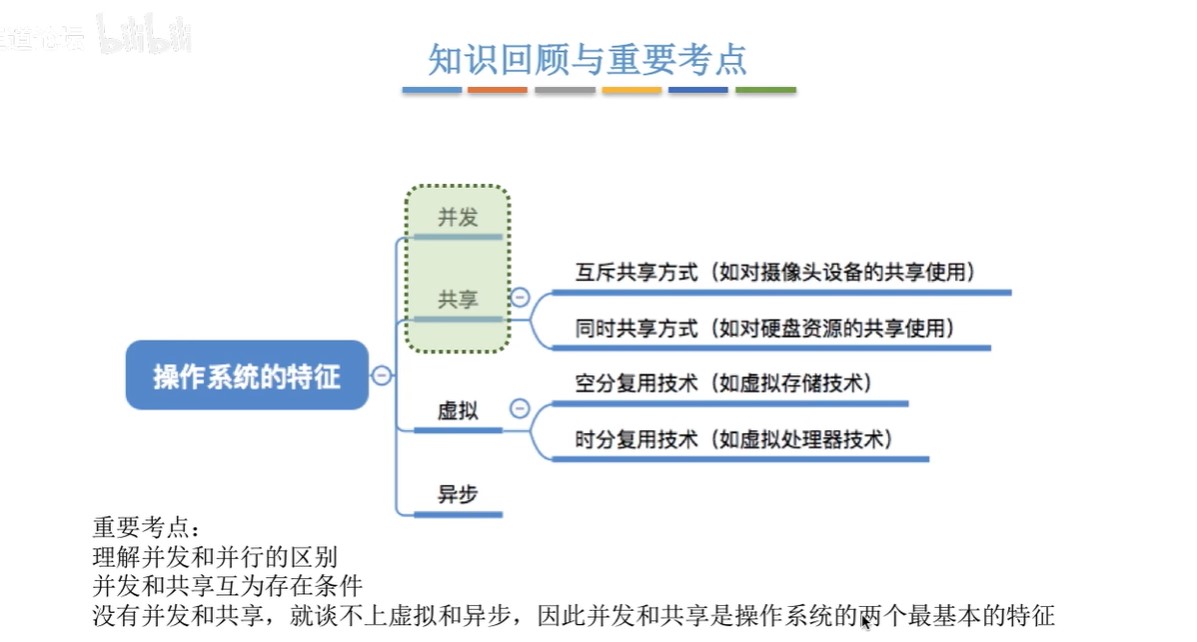 bilibili
知识回顾与重要考点
并发
共享
互斥共享方式（如对摄像头设备的共享使用）
同时共享方式（如对硬盘资源的共享使用）
操作系统的特征
虚拟
空分复用技术（如虚拟存储技术）
时分复用技术（如虚拟处理器技术）
异步
重要考点：
理解并发和并行的区别
并发和共享互为存在条件
没有并发和共享，就谈不上虚拟和异步，因此并发和共享是操作系统的两个最基本的特征